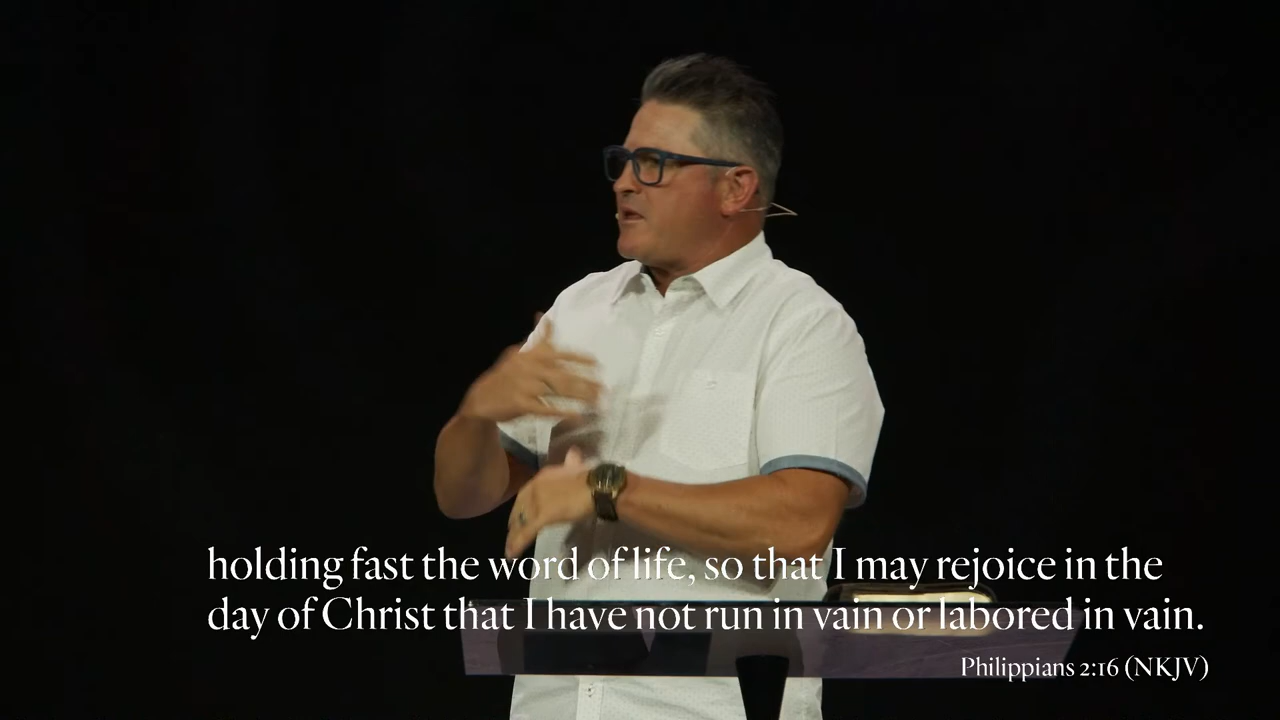 holding fast the word of life, so that I may rejoice in the
day of Christ that I have not run in vain or labored in vain.
Philippians 2:16 (NKJV)